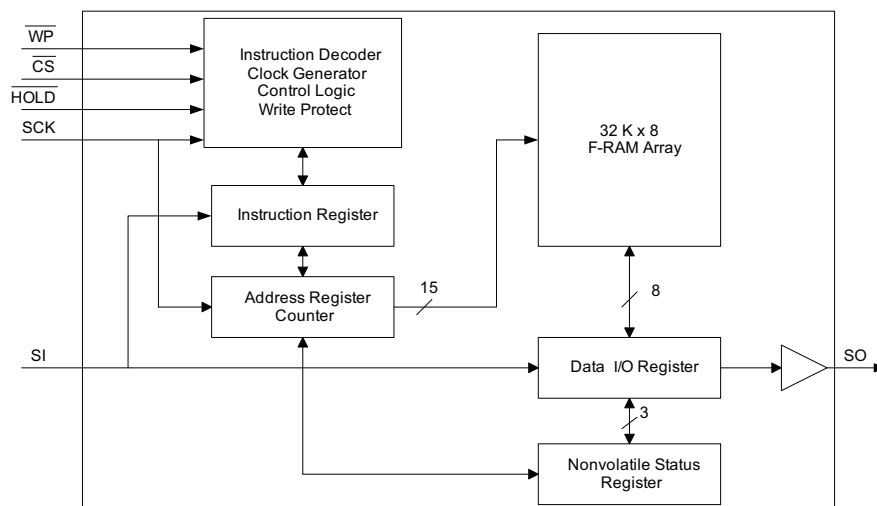 WP
CS
HOLD
SCK
Instruction Decoder
Clock Generator
Control Logic
Write Protect
32 K x 8
F-RAM Array
Instruction Register
Address Register
Counter
15
8
SI
Data I/O Register
SO
3
Nonvolatile Status
Register